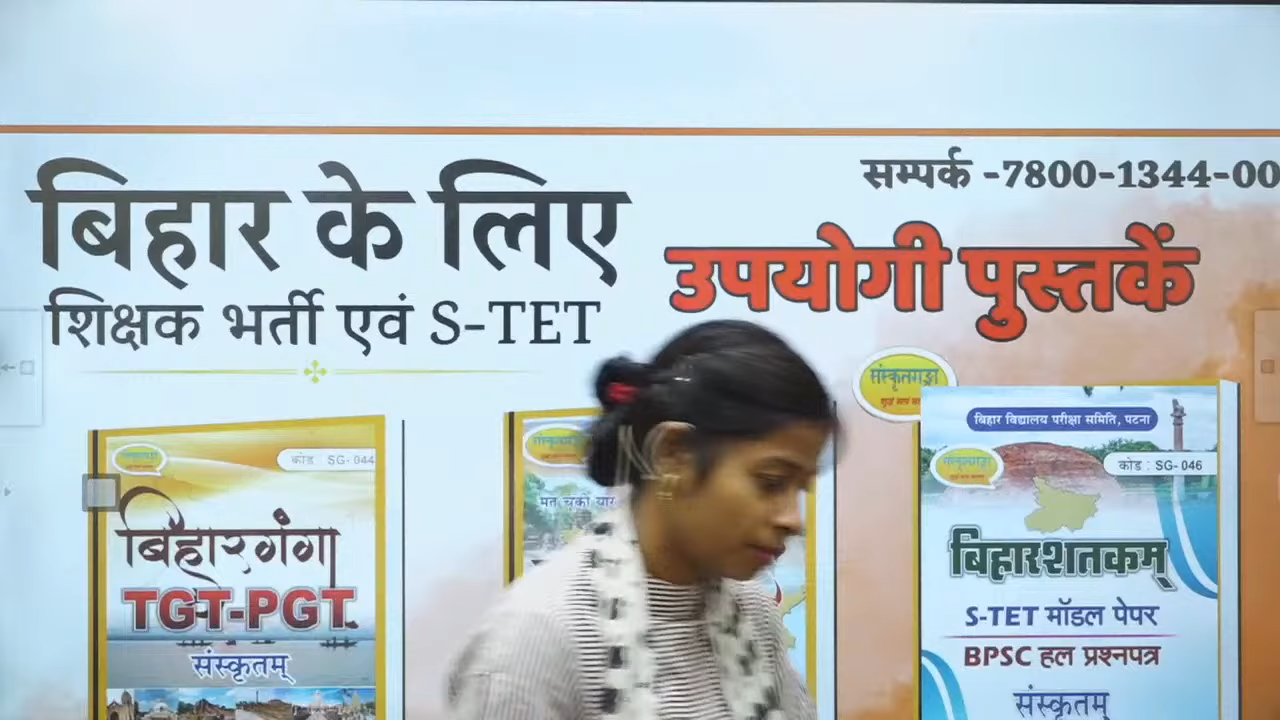 सम्पर्क -7800-1344-00
बिहार के लिए
उपयोगी पुस्तकें
शिक्षक भर्ती एवं S-TET
संस्कृतगङ्गा
कोड : SG-044
बिहारगंगा
TGT-PGT
संस्कृतम्
मत चूको यार
बिहार विद्यालय परीक्षा समिति, पटना
संस्कृतगङ्गा
कोड : SG-046
बिहारशतकम्
S-TET मॉडल पेपर
BPSC हल प्रश्नपत्र
संस्कृतम्